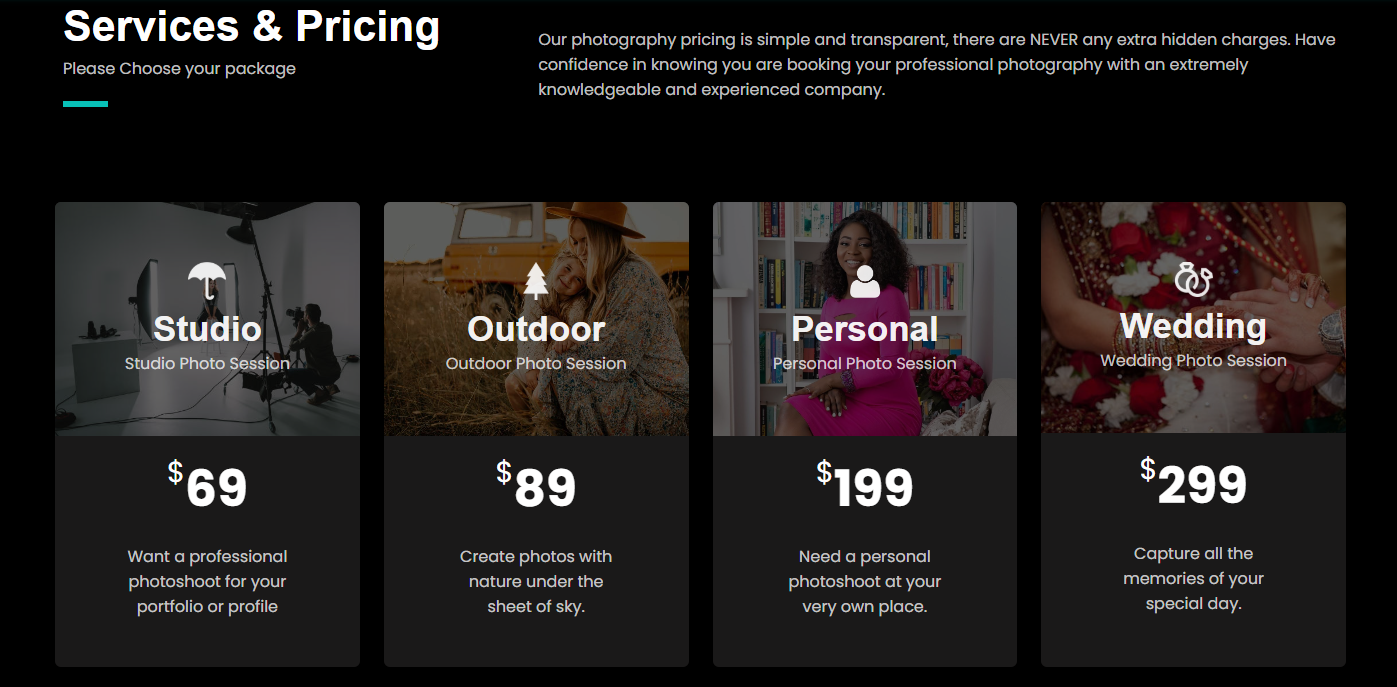 Services & Pricing
Please Choose your package
Our photography pricing is simple and transparent, there are NEVER any extra hidden charges. Have
confidence in knowing you are booking your professional photography with an extremely
knowledgeable and experienced company.
Studio
Studio Photo Session
$69
Want a professional
photoshoot for your
portfolio or profile
Outdoor
Outdoor Photo Session
$89
Create photos with
nature under the
sheet of sky.
Personal
Personal Photo Session
$199
Need a personal
photoshoot at your
very own place.
Wedding
Wedding Photo Session
$299
Capture all the
memories of your
special day.